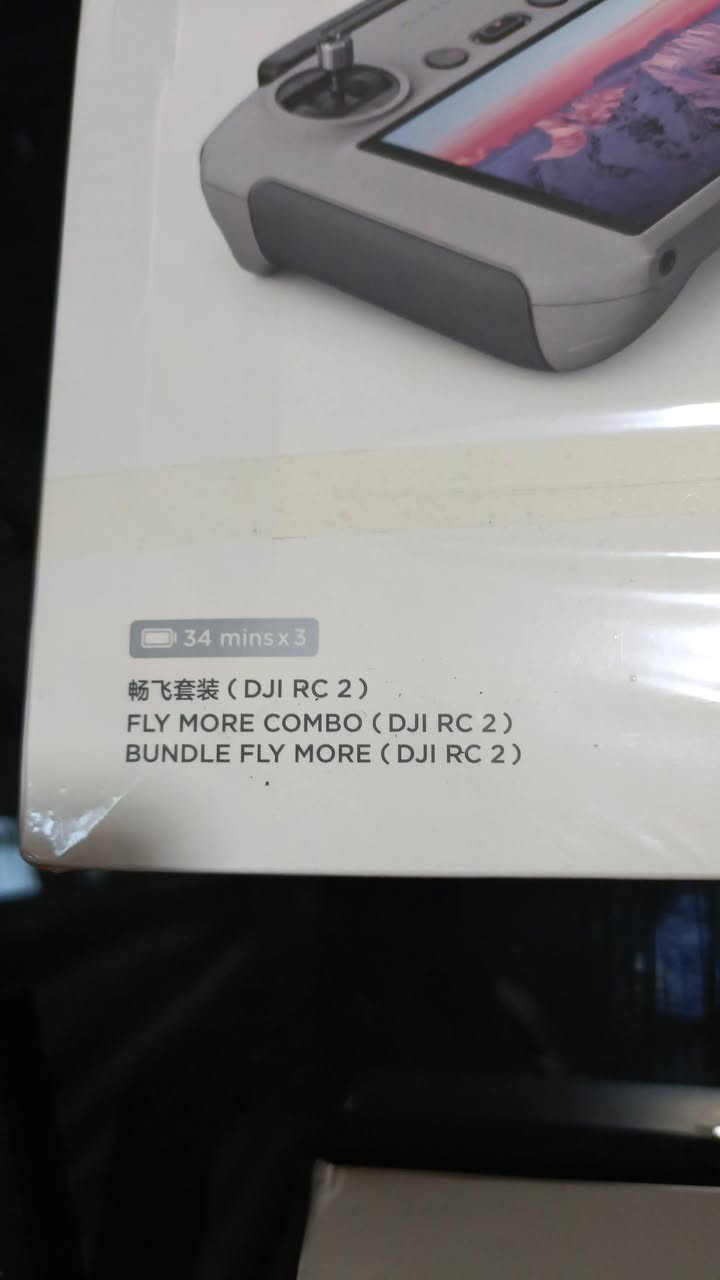 34 mins x 3
畅飞套装 ( DJI RC 2 )
FLY MORE COMBO ( DJI RC 2 )
BUNDLE FLY MORE ( DJI RC 2 )